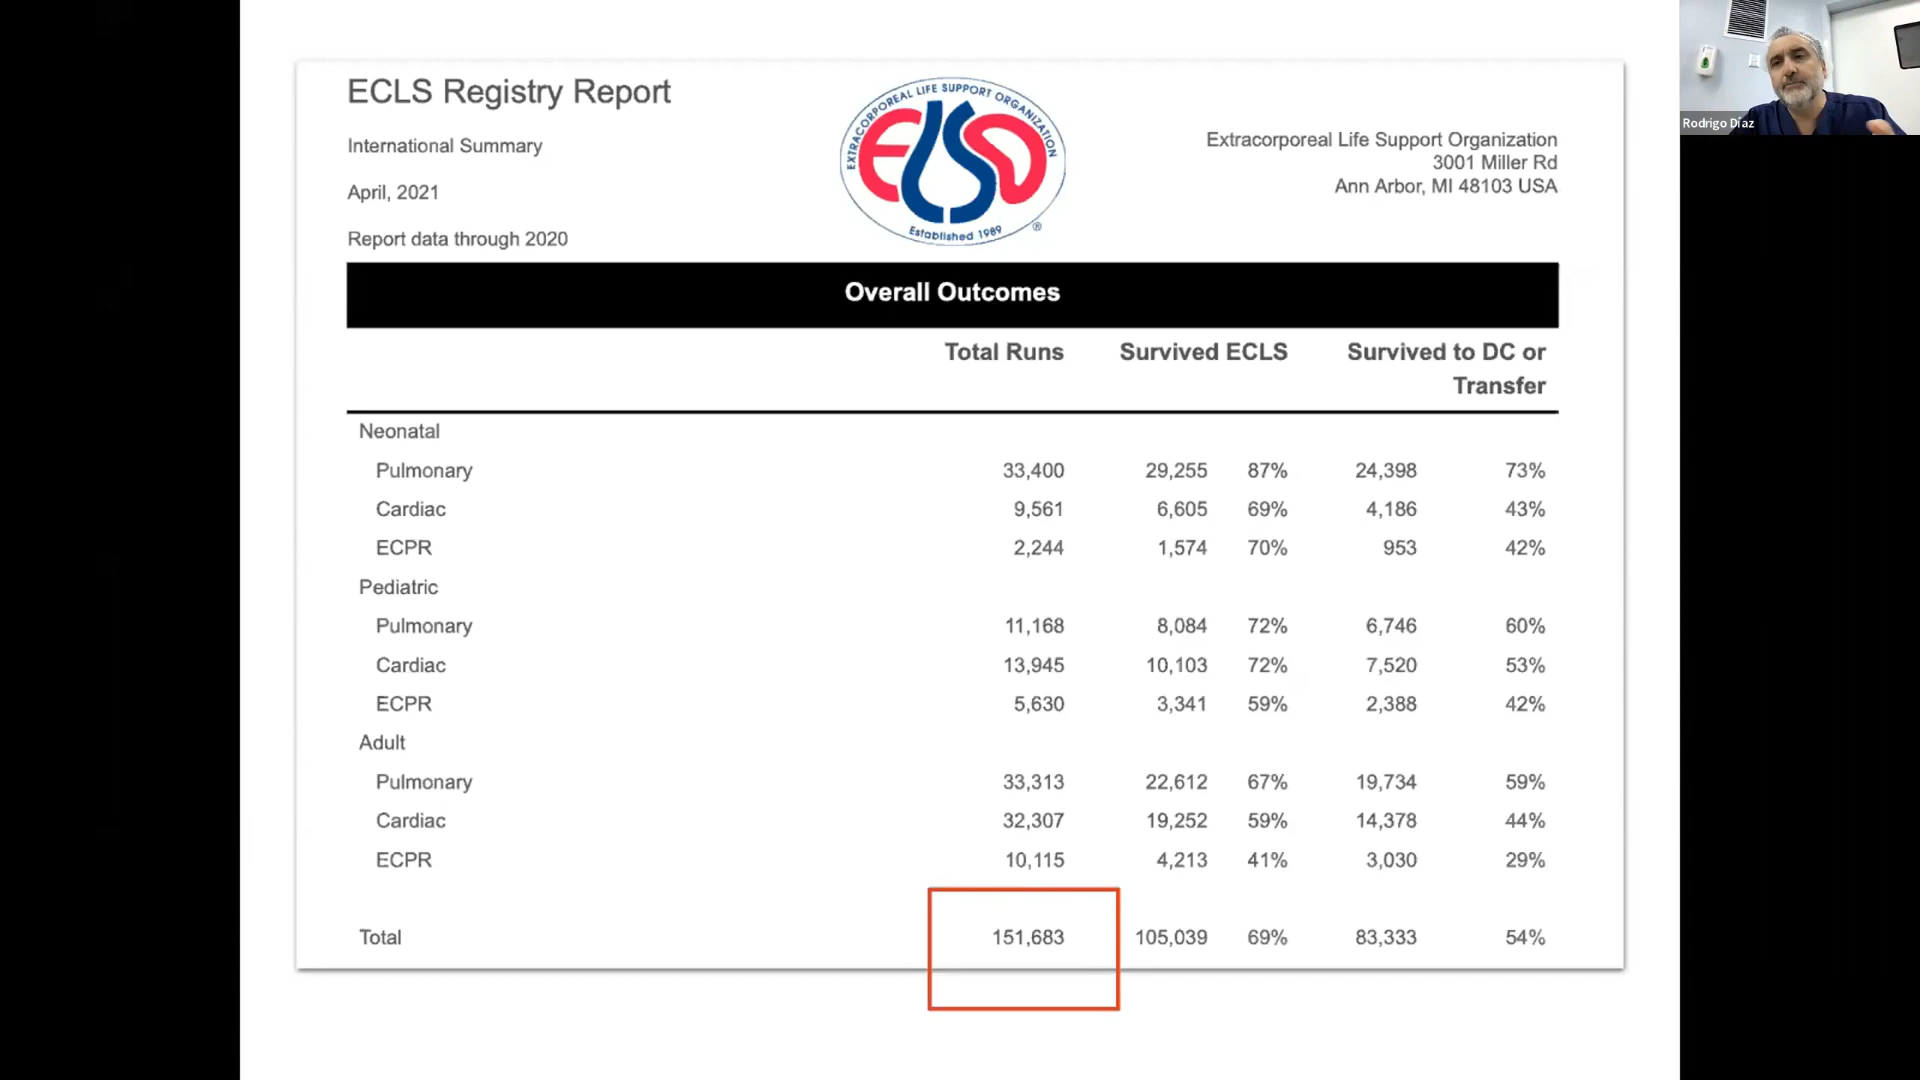 ECLS Registry Report
International Summary
April, 2021
Report data through 2020
EXTRACORPOREAL LIFE SUPPORT ORGANIZATION
ELSO
Established 1989
®
Extracorporeal Life Support Organization
3001 Miller Rd
Ann Arbor, MI 48103 USA
Rodrigo Díaz
Overall Outcomes
Total Runs Survived ECLS Survived to DC or
Transfer
Neonatal
Pulmonary 33,400 29,255 87% 24,398 73%
Cardiac 9,561 6,605 69% 4,186 43%
ECPR 2,244 1,574 70% 953 42%
Pediatric
Pulmonary 11,168 8,084 72% 6,746 60%
Cardiac 13,945 10,103 72% 7,520 53%
ECPR 5,630 3,341 59% 2,388 42%
Adult
Pulmonary 33,313 22,612 67% 19,734 59%
Cardiac 32,307 19,252 59% 14,378 44%
ECPR 10,115 4,213 41% 3,030 29%
Total 151,683 105,039 69% 83,333 54%